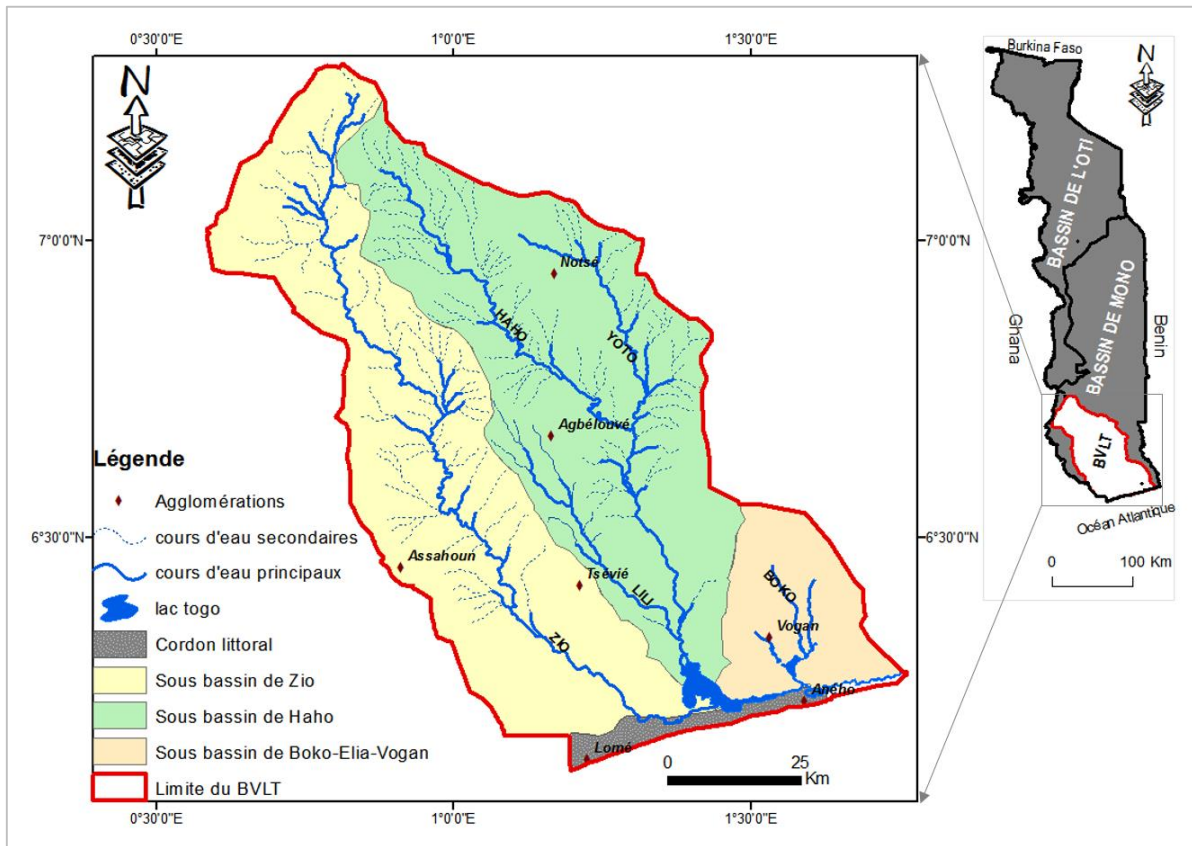 0°30'0"E
1°0'0"E
1°30'0"E
N
7°0'0"N
7°0'0"N
Notsé
HAHO
YOTO
Agbélouvé
6°30'0"N
6°30'0"N
Assahoun
Tsévié
LILI
BOKO
Vogan
ZIO
Aného
Lomé
0 25
Km
Légende
Agglomérations
cours d'eau secondaires
cours d'eau principaux
lac togo
Cordon littoral
Sous bassin de Zio
Sous bassin de Haho
Sous bassin de Boko-Elia-Vogan
Limite du BVLT
0°30'0"E
1°0'0"E
1°30'0"E
Burkina Faso
N
BASSIN DE L'OTI
BASSIN DE MONO
Ghana
Benin
BVLT
Océan Atlantique
0 100 Km